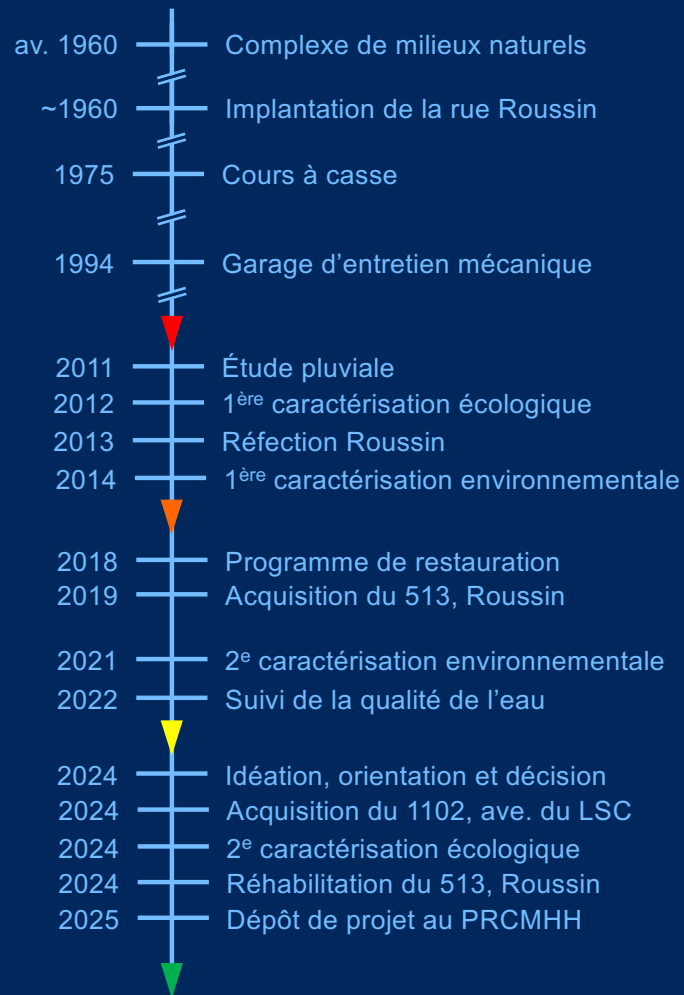 av. 1960 Complexe de milieux naturels
~1960 Implantation de la rue Roussin
1975 Cours à casse
1994 Garage d'entretien mécanique
2011 Étude pluviale
2012 1ère caractérisation écologique
2013 Réfection Roussin
2014 1ère caractérisation environnementale
2018 Programme de restauration
2019 Acquisition du 513, Roussin
2021 2e caractérisation environnementale
2022 Suivi de la qualité de l'eau
2024 Idéation, orientation et décision
2024 Acquisition du 1102, ave. du LSC
2024 2e caractérisation écologique
2024 Réhabilitation du 513, Roussin
2025 Dépôt de projet au PRCMHH